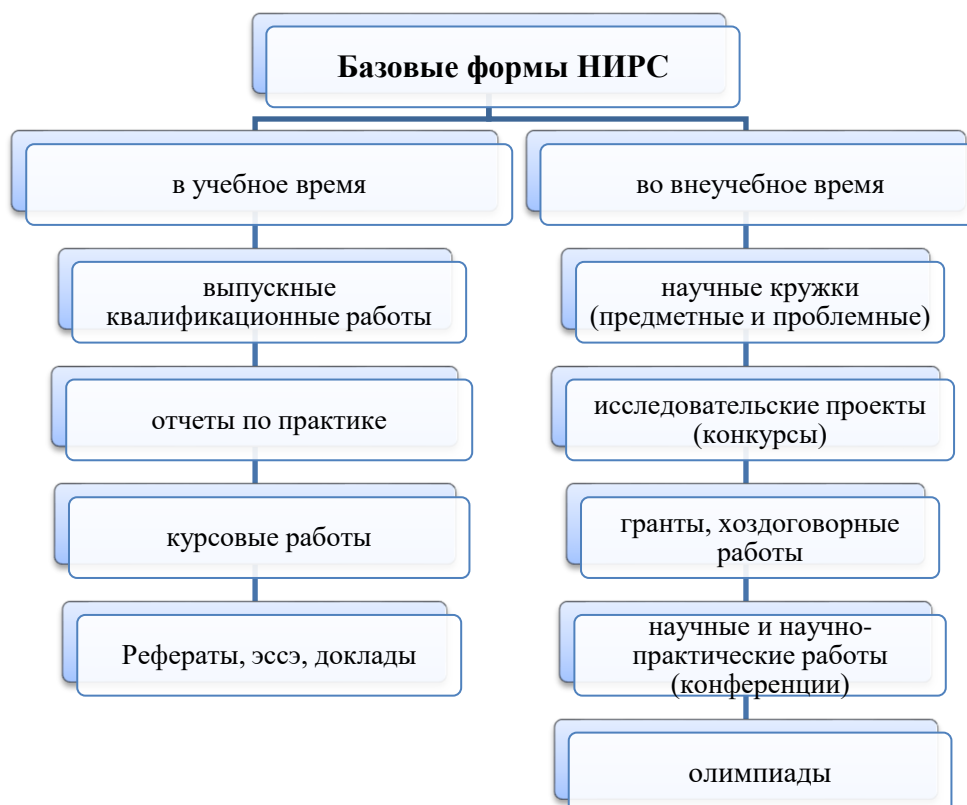 Базовые формы НИРС
в учебное время
выпускные
квалификационные работы
отчеты по практике
курсовые работы
Рефераты, эссэ, доклады
во внеучебное время
научные кружки
(предметные и проблемные)
исследовательские проекты
(конкурсы)
гранты, хоздоговорные
работы
научные и научно-
практические работы
(конференции)
олимпиады